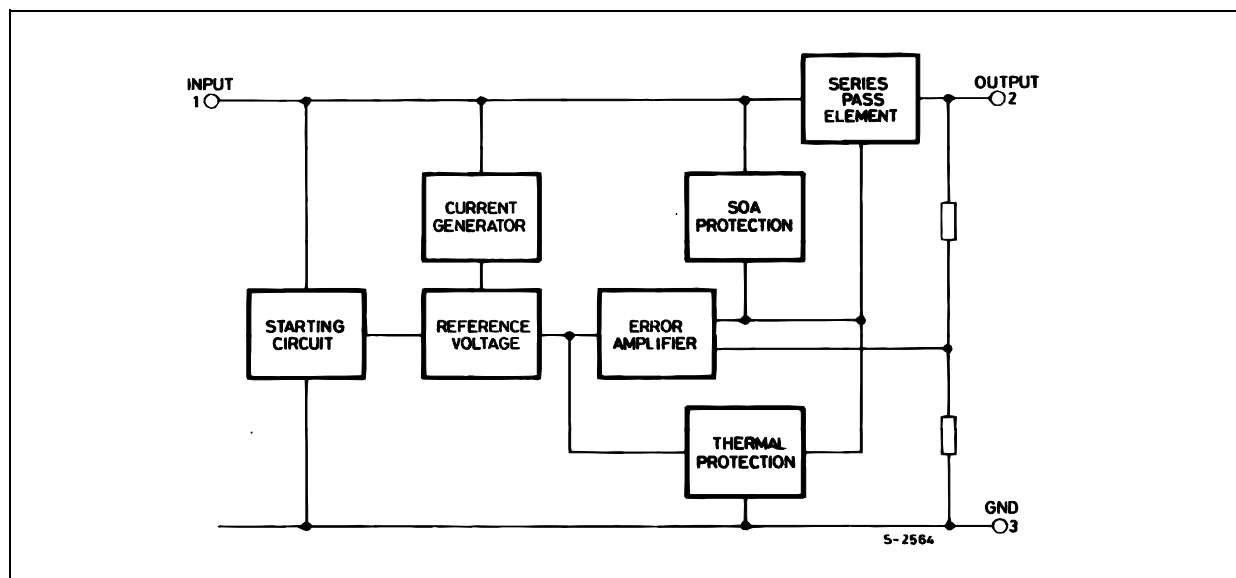 INPUT
1
SERIES
PASS
ELEMENT
OUTPUT
2
CURRENT
GENERATOR
SOA
PROTECTION
STARTING
CIRCUIT
REFERENCE
VOLTAGE
ERROR
AMPLIFIER
THERMAL
PROTECTION
GND
3
S-2564